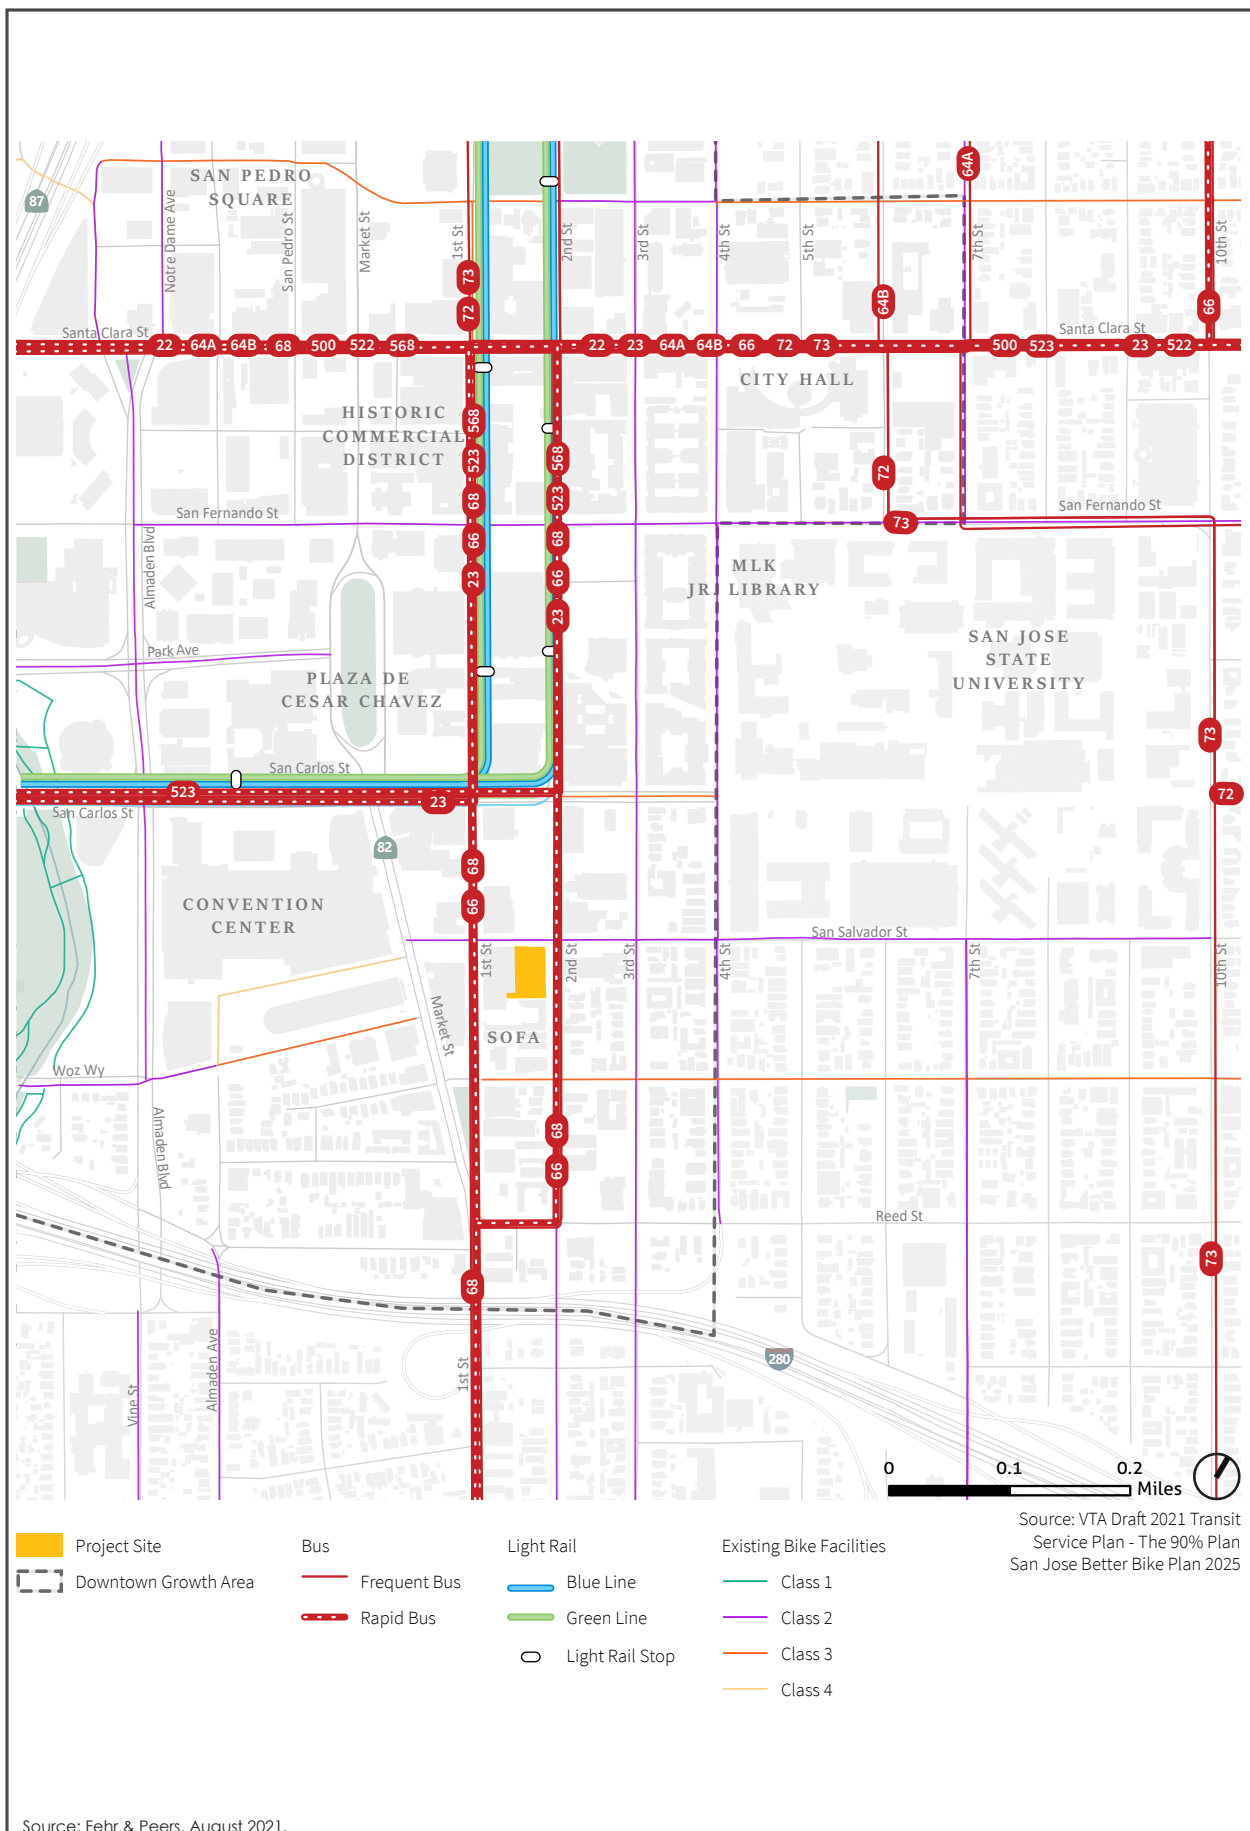 SAN PEDRO
SQUARE
87
Notre Dame Ave
San Pedro St
Market St
1st St
2nd St
3rd St
4th St
5th St
7th St
10th St
64A
64B
66
73
72
Santa Clara St
Santa Clara St
22 64A 64B 68 500 522 568
22 23 64A 64B 66 72 73
500 523 23 522
CITY HALL
HISTORIC
COMMERCIAL
DISTRICT
568
523
68
66
23
568
523
68
66
23
72
73
San Fernando St
San Fernando St
Almaden Blvd
MLK
JR. LIBRARY
SAN JOSE
STATE
UNIVERSITY
Park Ave
PLAZA DE
CESAR CHAVEZ
73
72
San Carlos St
523
23
San Carlos St
82
68
66
CONVENTION
CENTER
San Salvador St
1st St
2nd St
3rd St
4th St
7th St
10th St
Market St
SOFA
Woz Wy
Almaden Blvd
68
66
Reed St
73
68
280
1st St
Vine St
Almaden Ave
0 0.1 0.2
Miles
Source: VTA Draft 2021 Transit
Service Plan - The 90% Plan
San Jose Better Bike Plan 2025
Project Site
Downtown Growth Area
Bus
Frequent Bus
Rapid Bus
Light Rail
Blue Line
Green Line
Light Rail Stop
Existing Bike Facilities
Class 1
Class 2
Class 3
Class 4
Source: Fehr & Peers, August 2021.